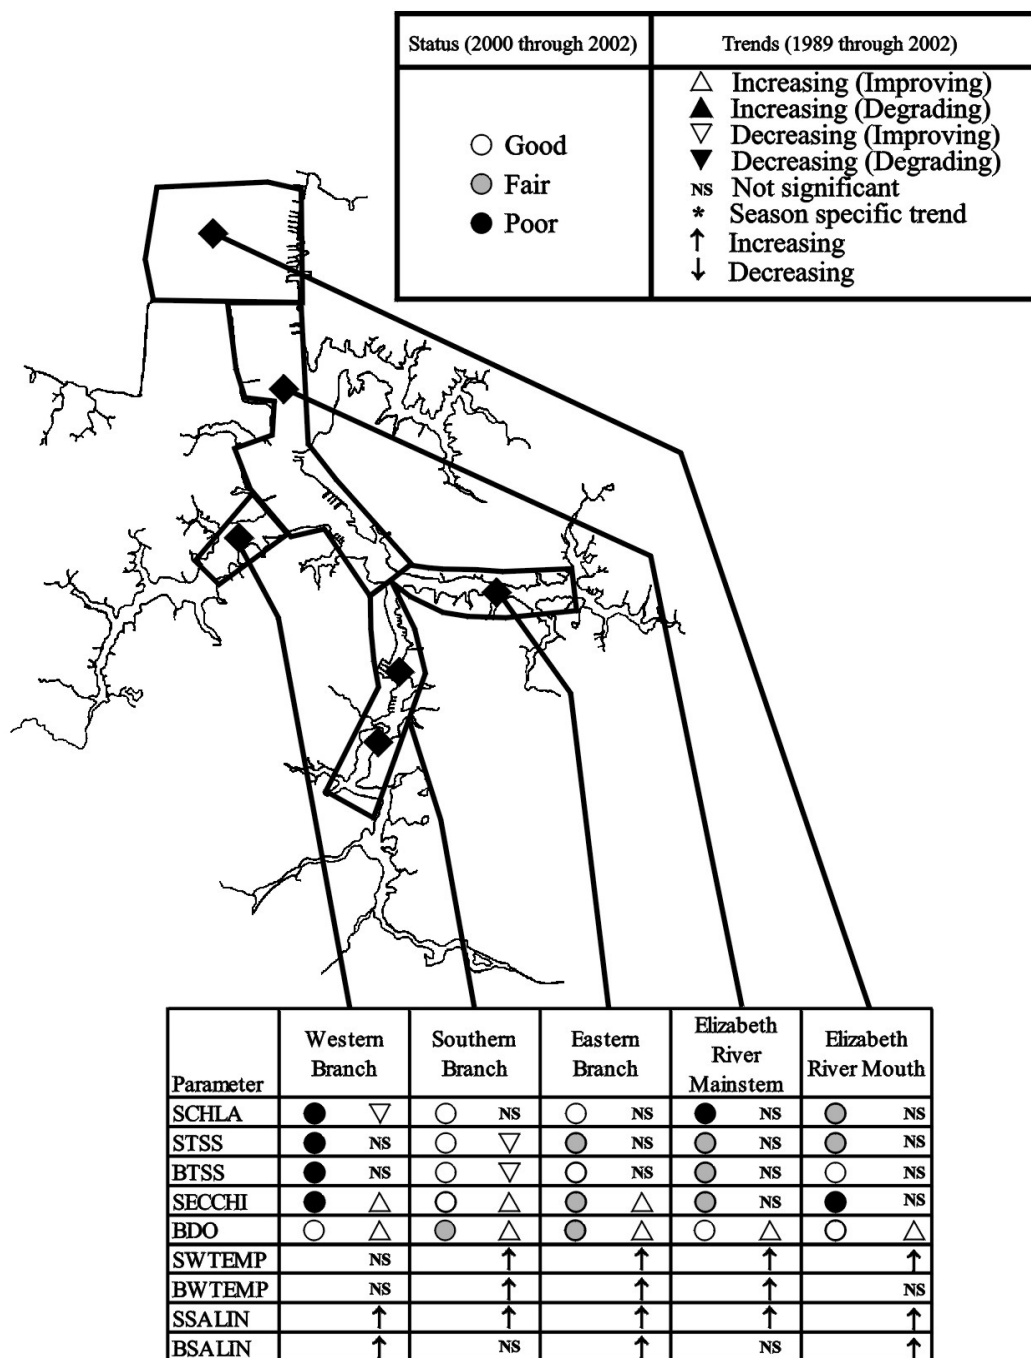 Status (2000 through 2002) Trends (1989 through 2002)
Good
Fair
Poor
Increasing (Improving)
Increasing (Degrading)
Decreasing (Improving)
Decreasing (Degrading)
NS Not significant
* Season specific trend
↑ Increasing
↓ Decreasing
Parameter
Western
Branch
Southern
Branch
Eastern
Branch
Elizabeth
River
Mainstem
Elizabeth
River Mouth
SCHLA NS NS NS NS
STSS NS NS NS NS
BTSS NS NS NS NS
SECCHI NS NS
BDO
SWTEMP NS ↑ ↑ ↑ ↑
BWTEMP NS ↑ ↑ ↑ NS
SSALIN ↑ ↑ ↑ ↑ ↑
BSALIN ↑ NS ↑ NS ↑